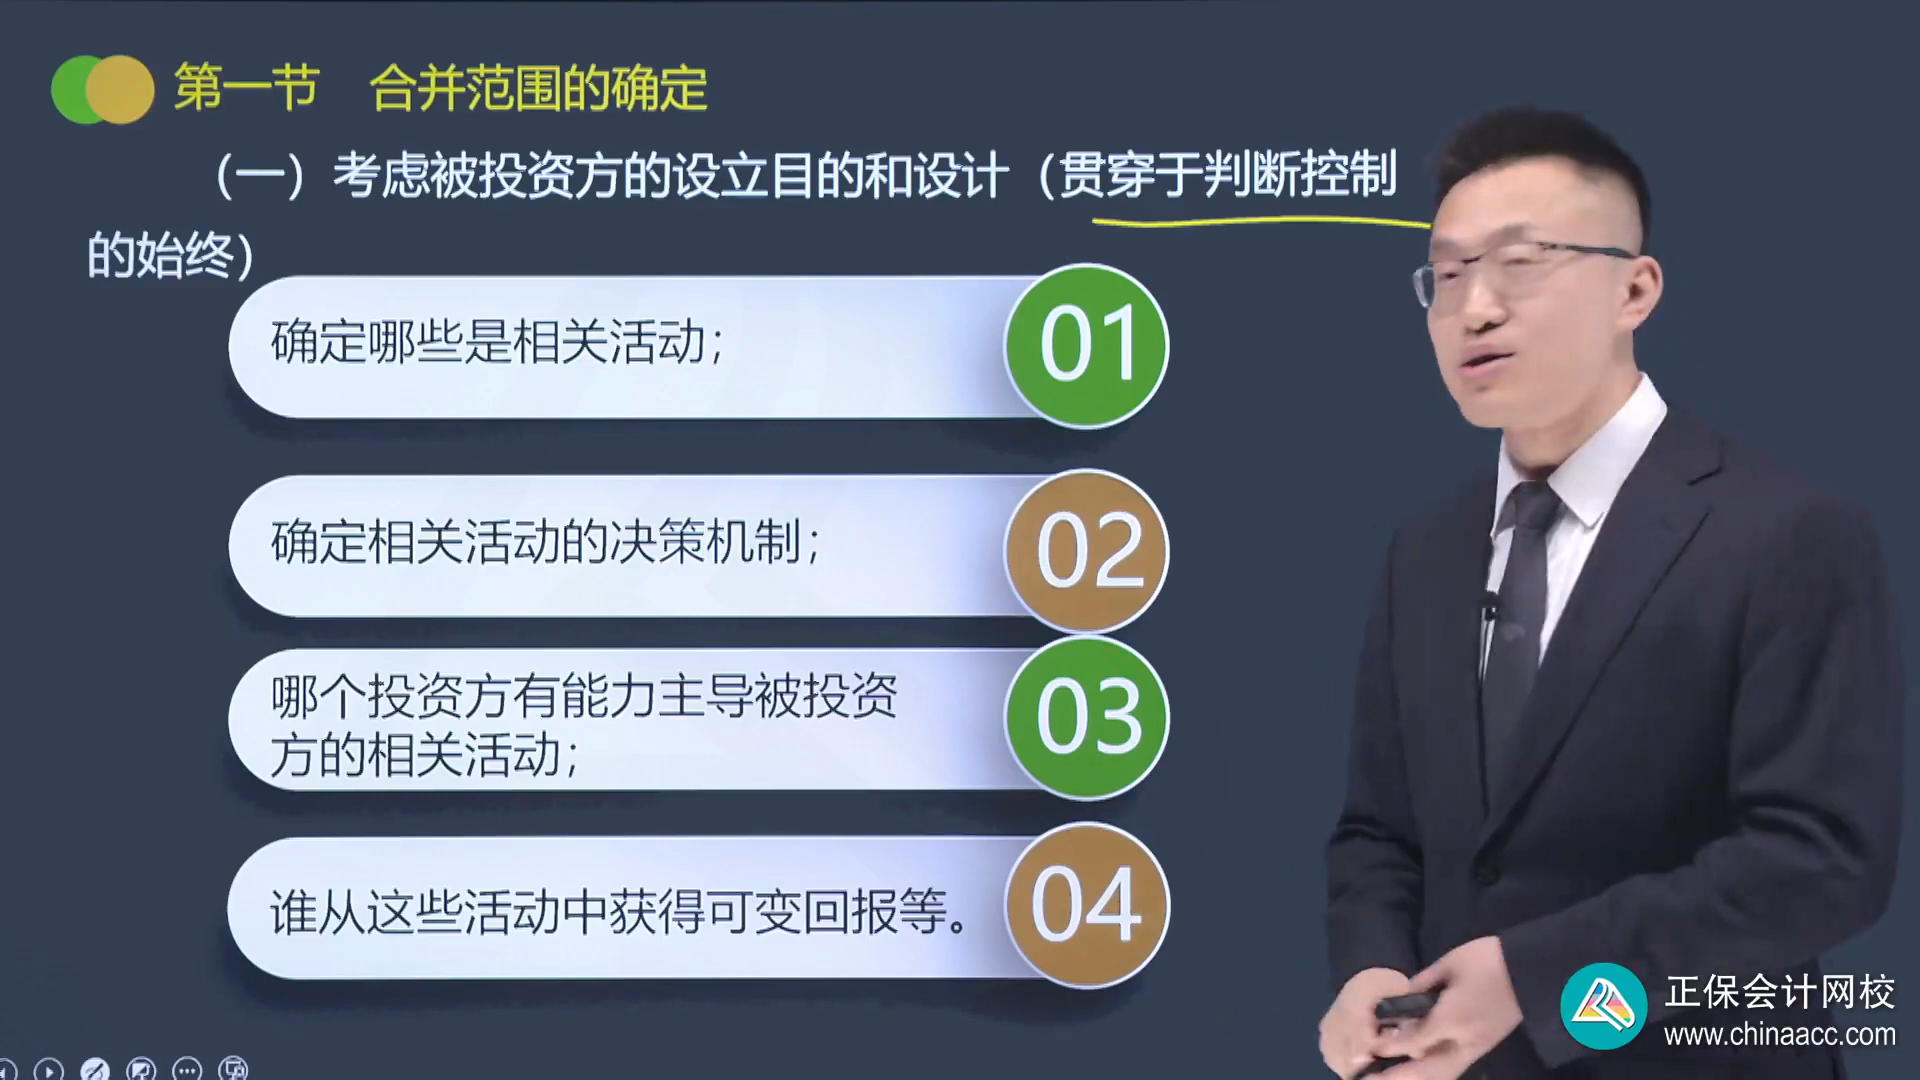 第一节　合并范围的确定
（一）考虑被投资方的设立目的和设计（贯穿于判断控制
的始终）
确定哪些是相关活动；
01
确定相关活动的决策机制；
02
哪个投资方有能力主导被投资
方的相关活动；
03
谁从这些活动中获得可变回报等。
04
正保会计网校
www.chinaacc.com